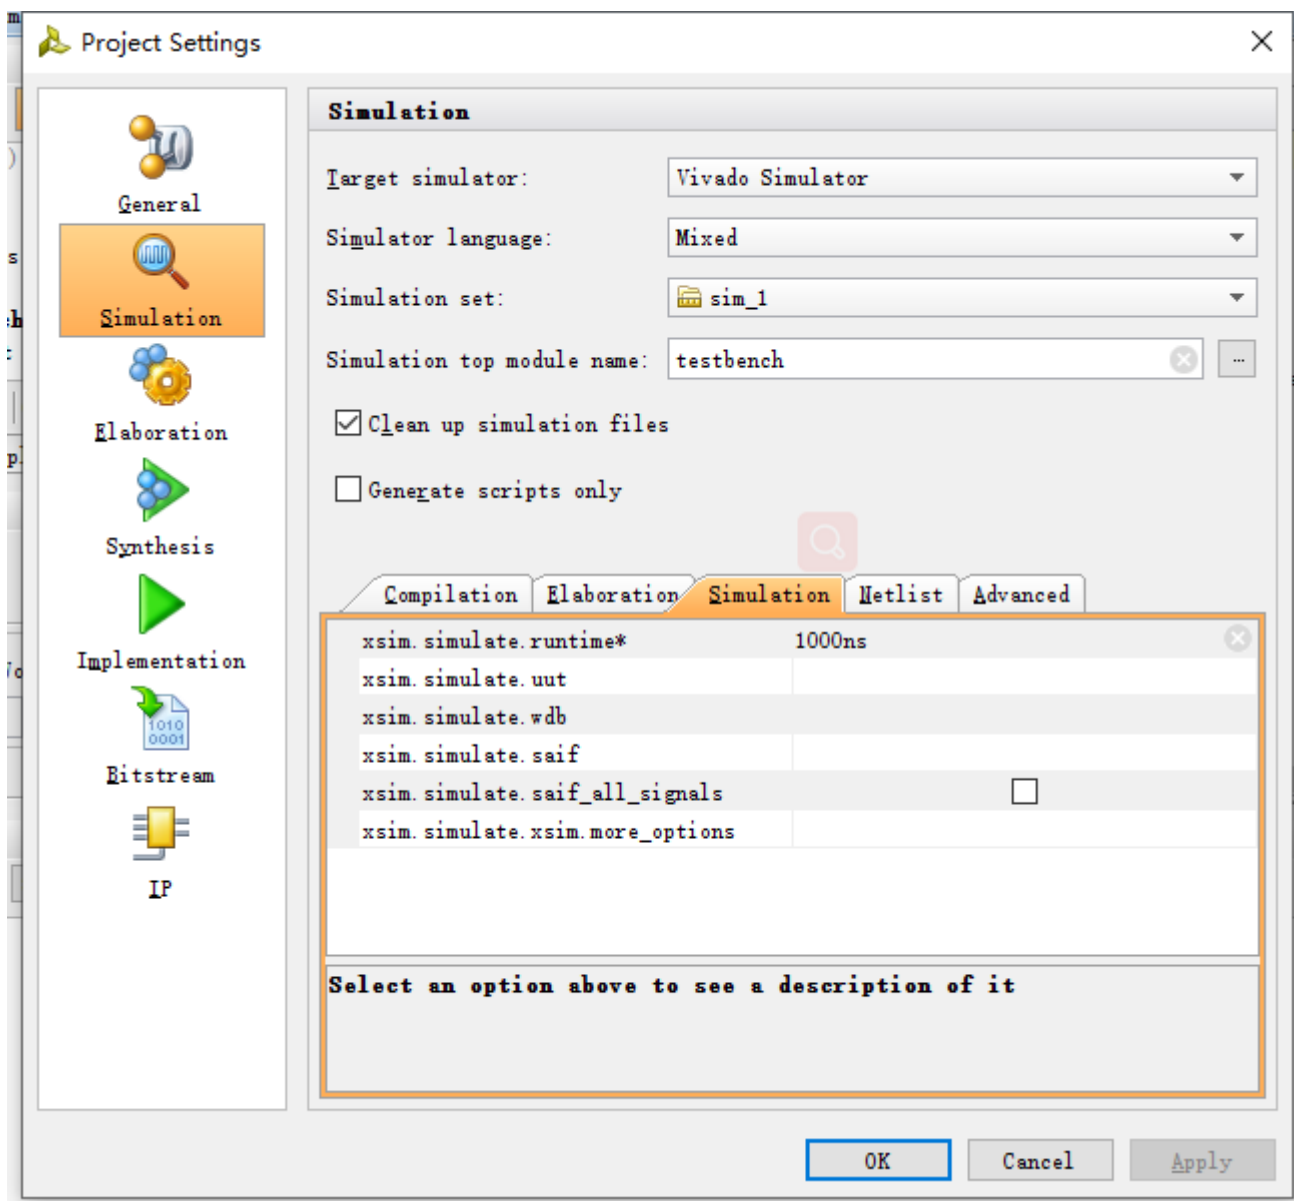 Project Settings
General
Simulation
Elaboration
Synthesis
Implementation
1010
0001
Bitstream
IP
Simulation
Target simulator: Vivado Simulator
Simulator language: Mixed
Simulation set: sim_1
Simulation top module name: testbench ...
Clean up simulation files
Generate scripts only
Compilation Elaboration Simulation Netlist Advanced
xsim.simulate.runtime* 1000ns
xsim.simulate.uut
xsim.simulate.wdb
xsim.simulate.saif
xsim.simulate.saif_all_signals
xsim.simulate.xsim.more_options
Select an option above to see a description of it
OK Cancel Apply